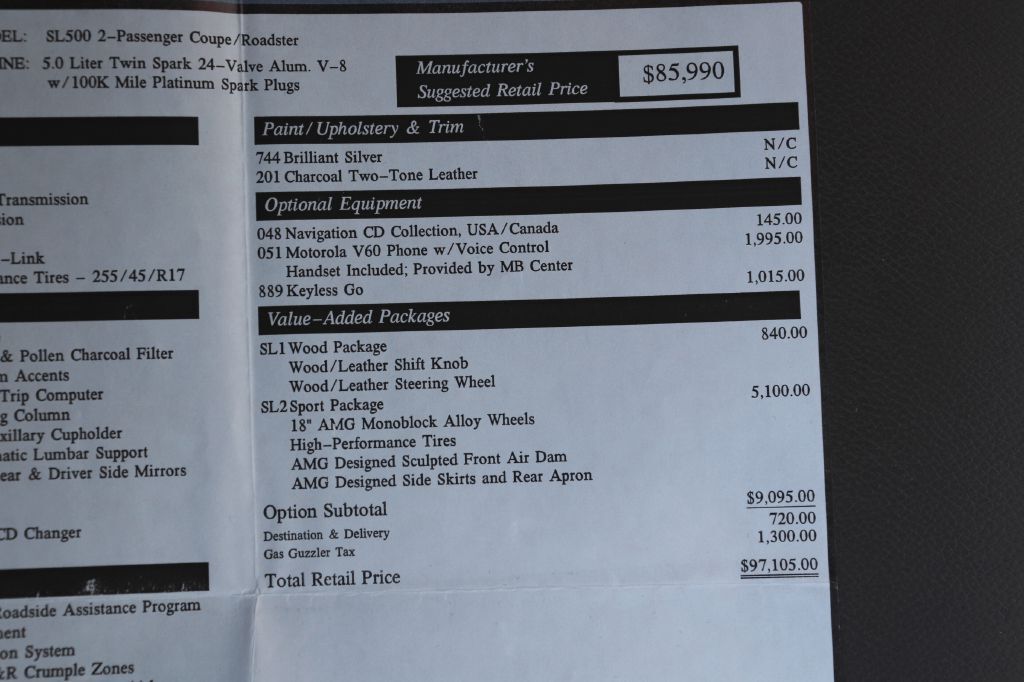 EL: SL500 2-Passenger Coupe/Roadster
INE: 5.0 Liter Twin Spark 24-Valve Alum. V-8
w/100K Mile Platinum Spark Plugs
Manufacturer's
Suggested Retail Price
$85,990
Transmission
ion
-Link
ance Tires - 255/45/R17
& Pollen Charcoal Filter
n Accents
Trip Computer
g Column
xillary Cupholder
atic Lumbar Support
ear & Driver Side Mirrors
CD Changer
Roadside Assistance Program
ment
on System
&R Crumple Zones
Paint/Upholstery & Trim
744 Brilliant Silver N/C
201 Charcoal Two-Tone Leather N/C
Optional Equipment
048 Navigation CD Collection, USA/Canada 145.00
051 Motorola V60 Phone w/Voice Control 1,995.00
Handset Included; Provided by MB Center
889 Keyless Go 1,015.00
Value-Added Packages
SL1 Wood Package 840.00
Wood/Leather Shift Knob
Wood/Leather Steering Wheel
SL2 Sport Package 5,100.00
18" AMG Monoblock Alloy Wheels
High-Performance Tires
AMG Designed Sculpted Front Air Dam
AMG Designed Side Skirts and Rear Apron
Option Subtotal $9,095.00
Destination & Delivery 720.00
Gas Guzzler Tax 1,300.00
Total Retail Price $97,105.00